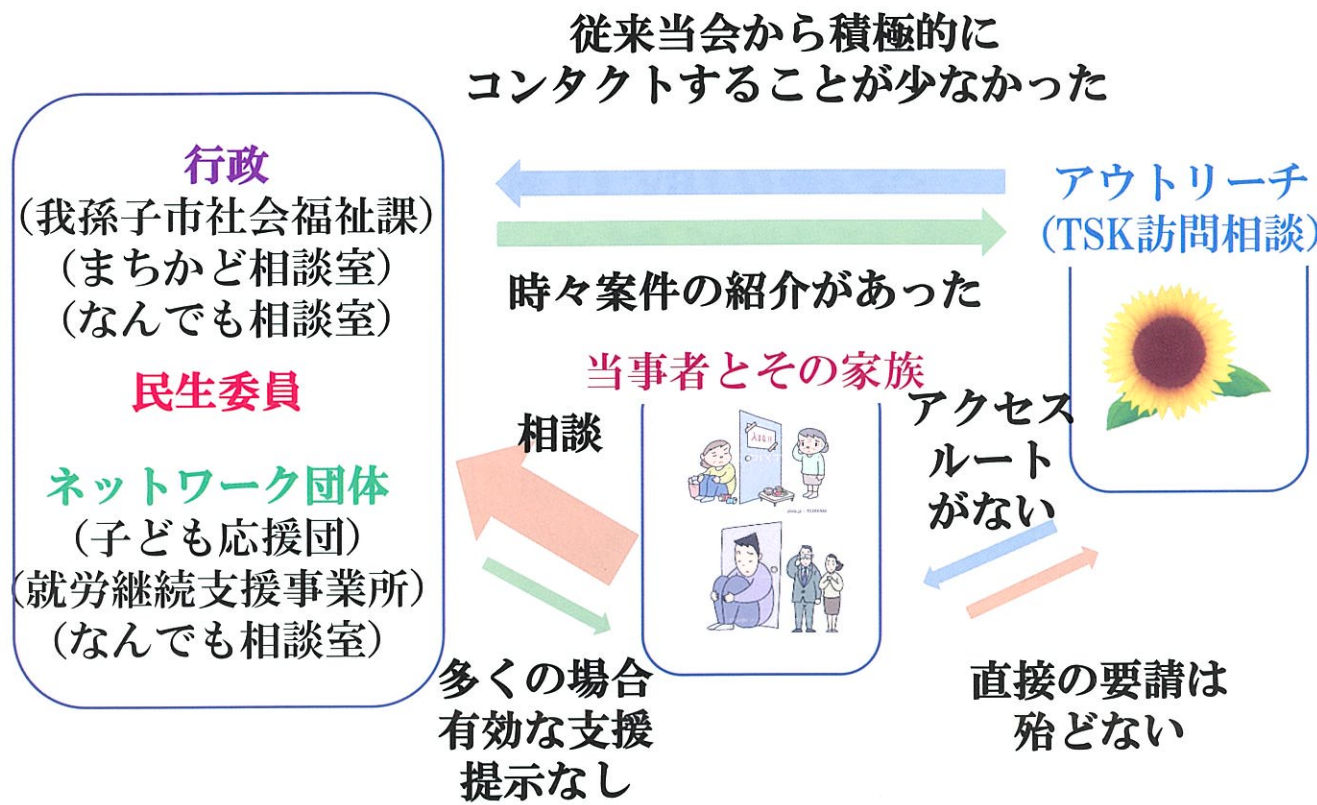 従来当会から積極的に
コンタクトすることが少なかった
行政
(我孫子市社会福祉課)
(まちかど相談室)
(なんでも相談室)
民生委員
ネットワーク団体
(子ども応援団)
(就労継続支援事業所)
(なんでも相談室)
アウトリーチ
(TSK訪問相談)
時々案件の紹介があった
当事者とその家族
相談
アクセス
ルート
がない
多くの場合
有効な支援
提示なし
直接の要請は
殆どない